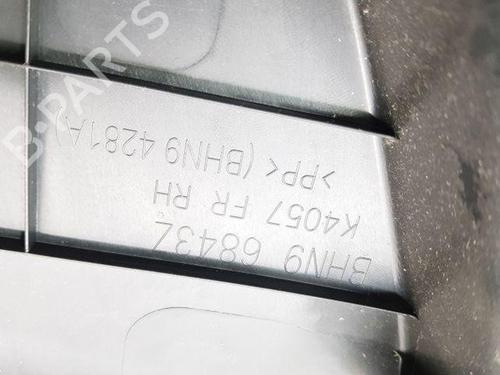 BHN9 6843Z
K4057 FR RH
>PP< (BHN9 4281A)
B-PARTS